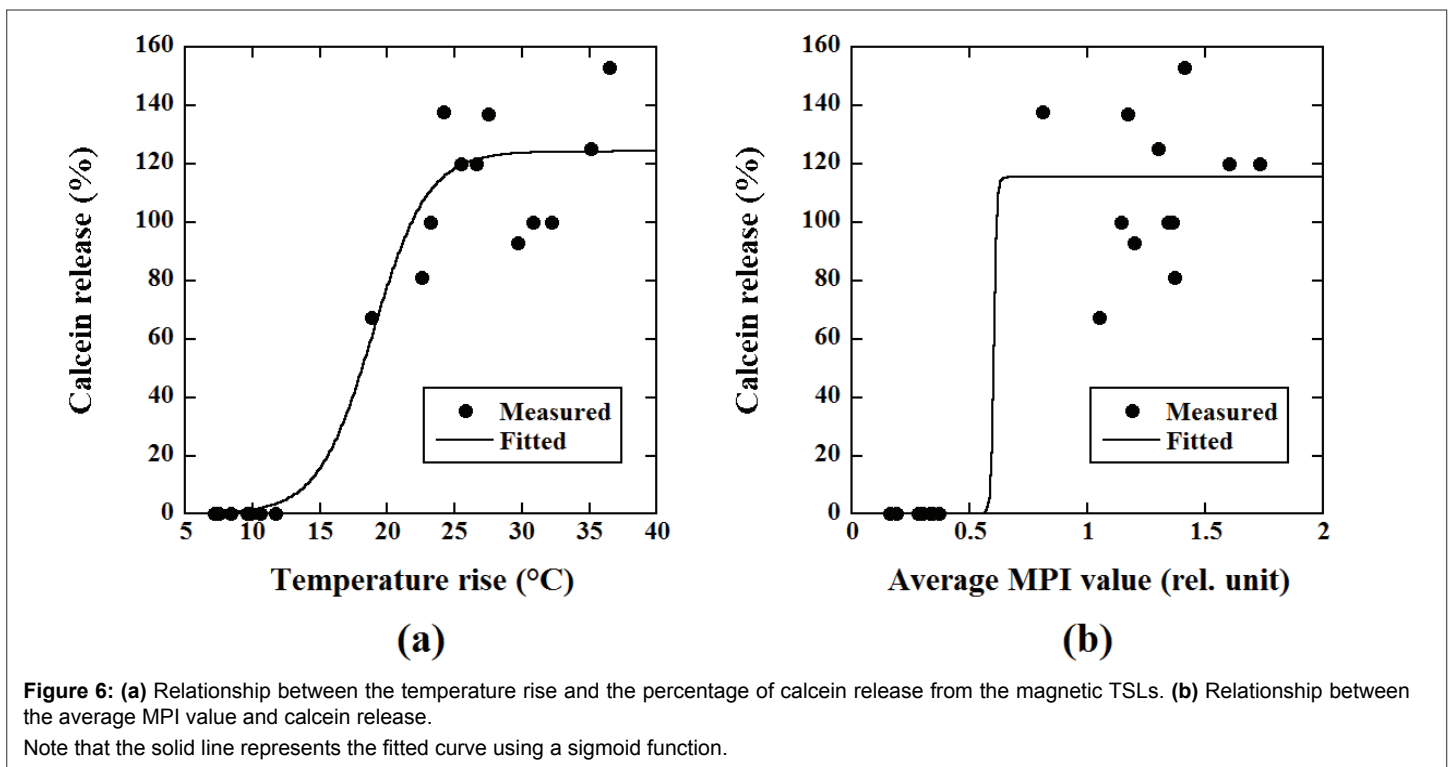 160
140
120
100
80
60
40
20
0
Calcein release (%)
Measured
Fitted
5 10 15 20 25 30 35 40
Temperature rise (°C)
(a)
160
140
120
100
80
60
40
20
0
Calcein release (%)
Measured
Fitted
0 0.5 1 1.5 2
Average MPI value (rel. unit)
(b)
Figure 6: (a) Relationship between the temperature rise and the percentage of calcein release from the magnetic TSLs. (b) Relationship between
the average MPI value and calcein release.
Note that the solid line represents the fitted curve using a sigmoid function.